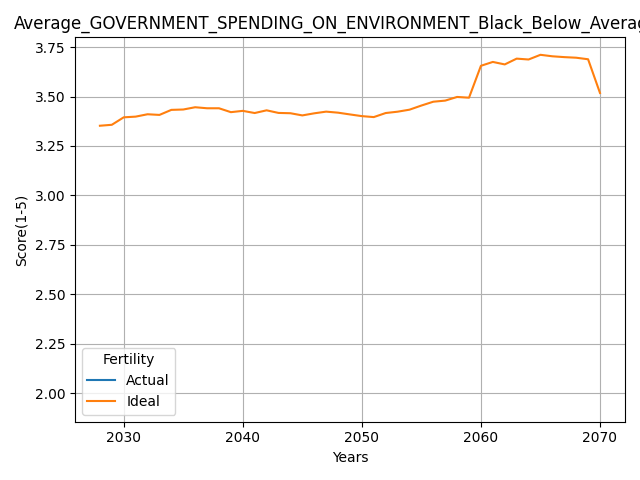 Average_GOVERNMENT_SPENDING_ON_ENVIRONMENT_Black_Below_Averag
3.75
3.50
3.25
3.00
2.75
2.50
2.25
2.00
Score(1-5)
Fertility
Actual
Ideal
2030 2040 2050 2060 2070
Years